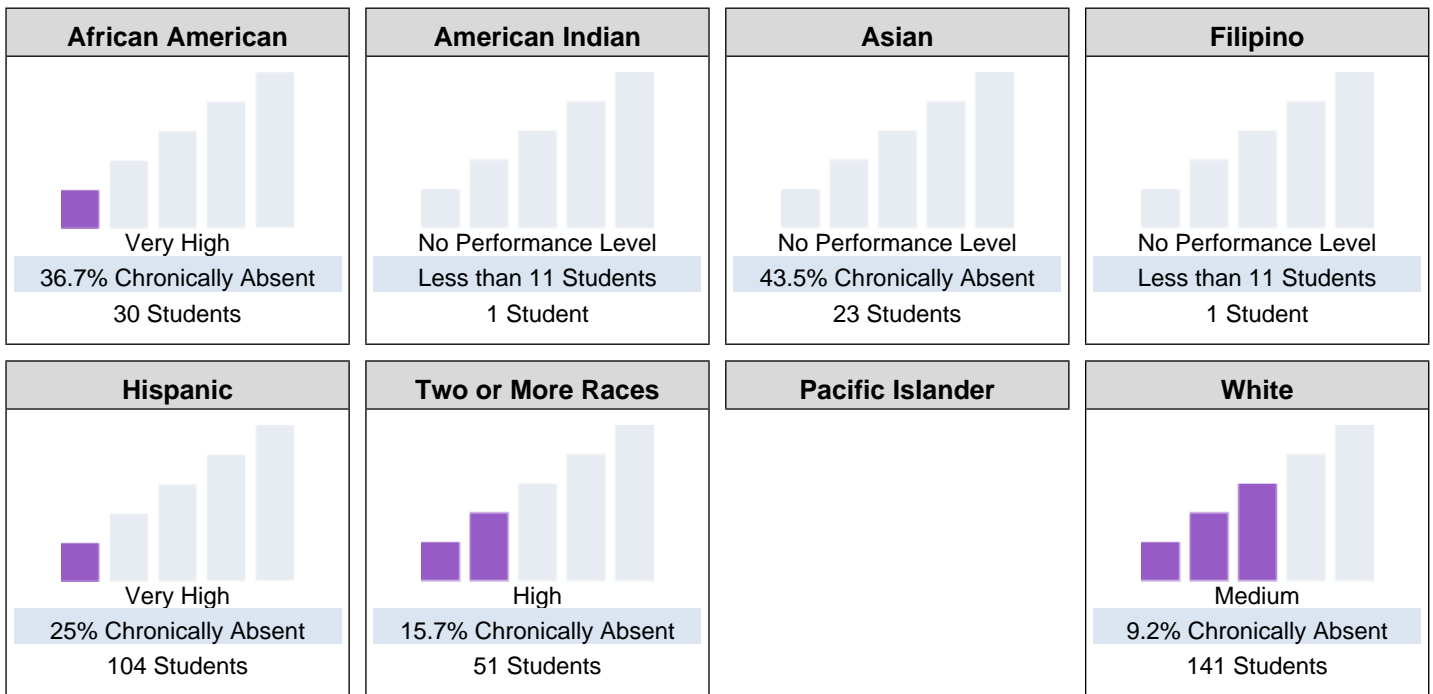 African American
Very High
36.7% Chronically Absent
30 Students
American Indian
No Performance Level
Less than 11 Students
1 Student
Asian
No Performance Level
43.5% Chronically Absent
23 Students
Filipino
No Performance Level
Less than 11 Students
1 Student
Hispanic
Very High
25% Chronically Absent
104 Students
Two or More Races
High
15.7% Chronically Absent
51 Students
Pacific Islander
White
Medium
9.2% Chronically Absent
141 Students